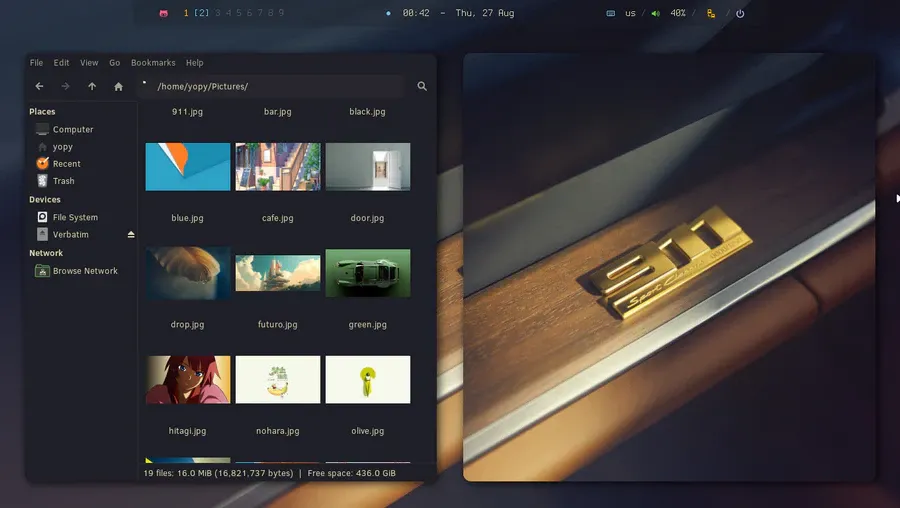 1 [2] 3 4 5 6 7 8 9
00:42 – Thu, 27 Aug
us / 40% / /
File Edit View Go Bookmarks Help
/home/yopy/Pictures/
Places
Computer
yopy
Recent
Trash
Devices
File System
Verbatim
Network
Browse Network
911.jpg bar.jpg black.jpg
blue.jpg cafe.jpg door.jpg
drop.jpg futuro.jpg green.jpg
hitagi.jpg nohara.jpg olive.jpg
19 files: 16.0 MiB (16,821,737 bytes) | Free space: 436.0 GiB
911
Sport Classic